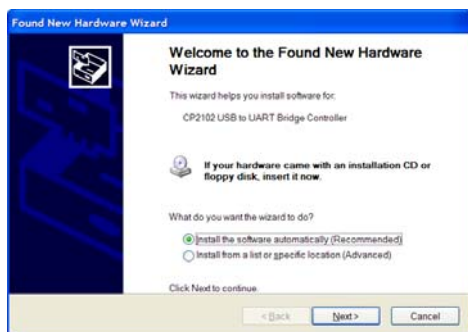 Found New Hardware Wizard
Welcome to the Found New Hardware
Wizard
This wizard helps you install software for:
CP2102 USB to UART Bridge Controller
If your hardware came with an installation CD or
floppy disk, insert it now.
What do you want the wizard to do?
Install the software automatically (Recommended)
Install from a list or specific location (Advanced)
Click Next to continue.
< Back Next > Cancel